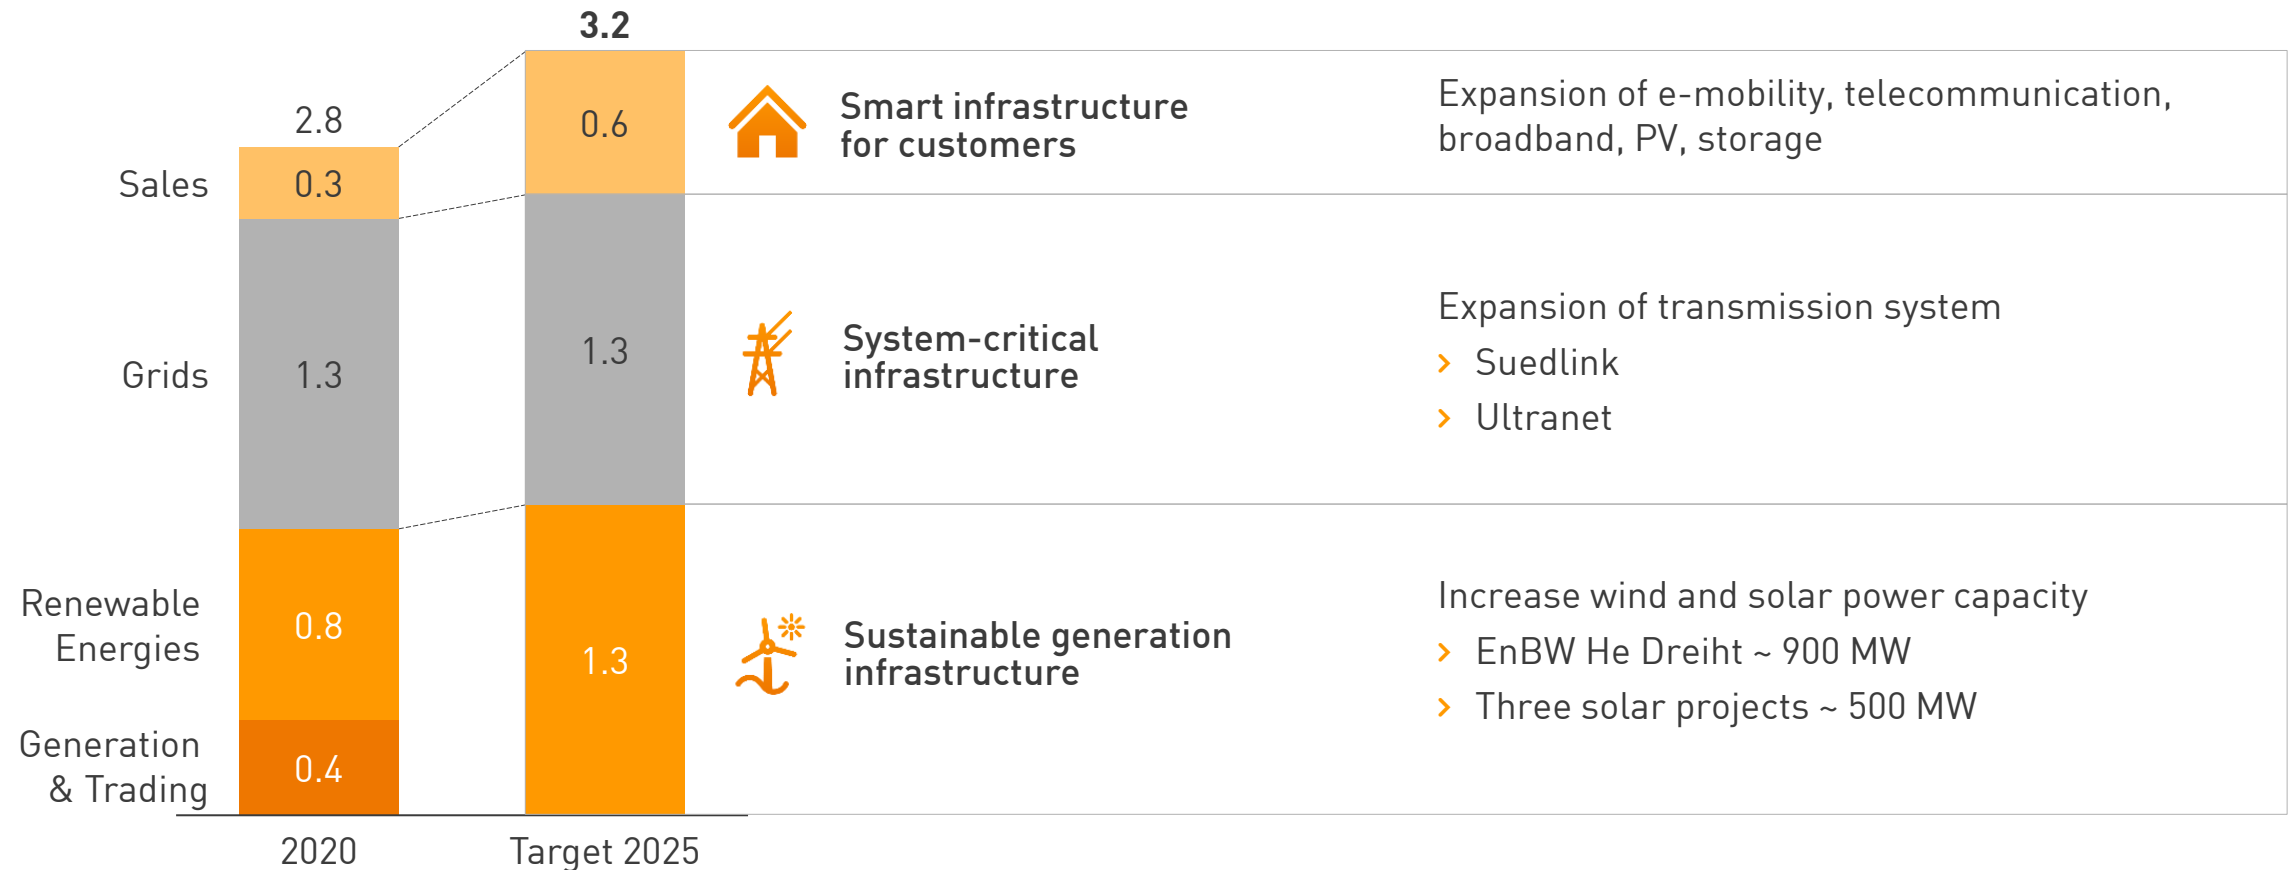 3.2
2.8
Sales
0.3
0.6
Smart infrastructure
for customers
Expansion of e-mobility, telecommunication,
broadband, PV, storage
Grids
1.3
1.3
System-critical
infrastructure
Expansion of transmission system
Suedlink
Ultranet
Renewable
Energies
0.8
1.3
Sustainable generation
infrastructure
Increase wind and solar power capacity
EnBW He Dreiht ~ 900 MW
Three solar projects ~ 500 MW
Generation
& Trading
0.4
2020
Target 2025